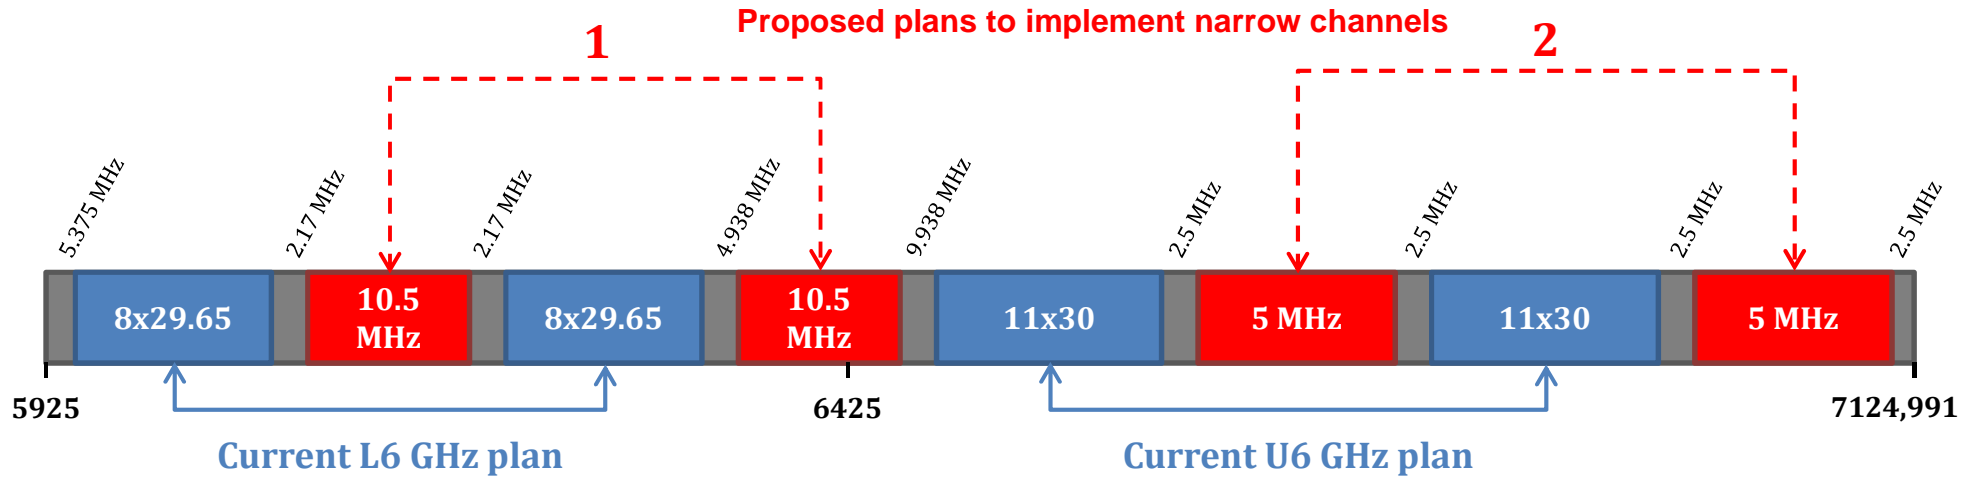 Proposed plans to implement narrow channels
1
2
5.375 MHz
2.17 MHz
2.17 MHz
4.938 MHz
9.938 MHz
2.5 MHz
2.5 MHz
2.5 MHz
2.5 MHz
8x29.65
10.5
MHz
8x29.65
10.5
MHz
11x30
5 MHz
11x30
5 MHz
5925
6425
7124,991
Current L6 GHz plan
Current U6 GHz plan